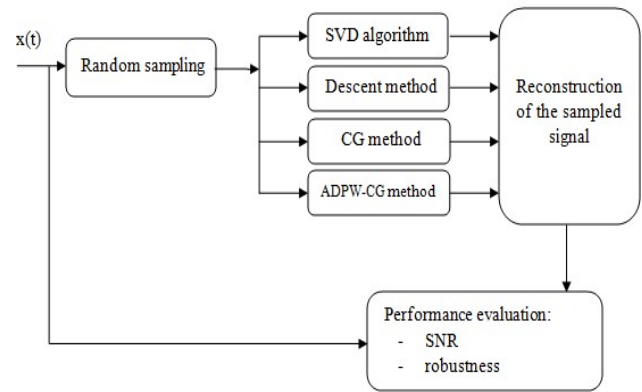 x(t)
Random sampling
SVD algorithm
Descent method
CG method
ADPW-CG method
Reconstruction
of the sampled
signal
Performance evaluation:
- SNR
- robustness